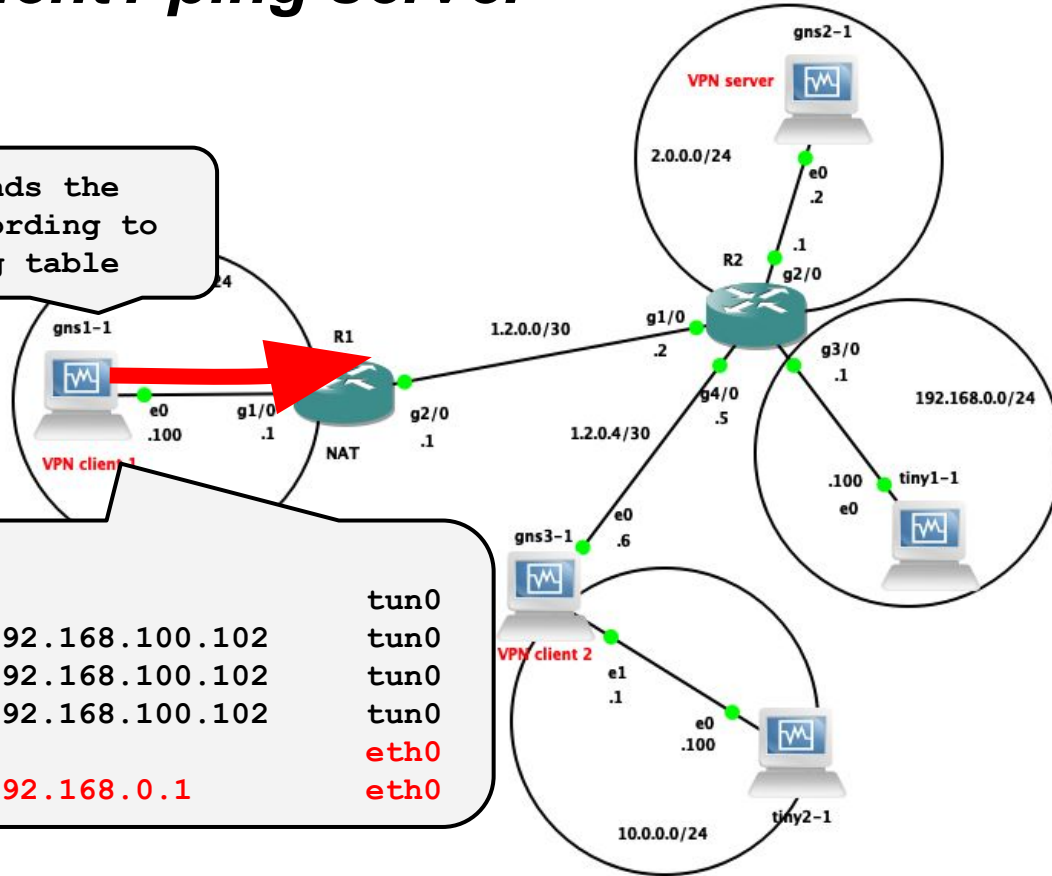 ping server
gns2-1
VPN server
2.0.0.0/24
e0
.2
.1
R2
g2/0
ds the
ording to
table
24
gns1-1
R1
1.2.0.0/30
g1/0
.2
g3/0
.1
192.168.0.0/24
e0
.100
g1/0
.1
g2/0
.1
NAT
VPN client 1
g4/0
.5
1.2.0.4/30
.100
e0
tiny1-1
gns3-1
e0
.6
VPN client 2
e1
.1
tun0
92.168.100.102 tun0
92.168.100.102 tun0
92.168.100.102 tun0
eth0
92.168.0.1 eth0
e0
.100
tiny2-1
10.0.0.0/24